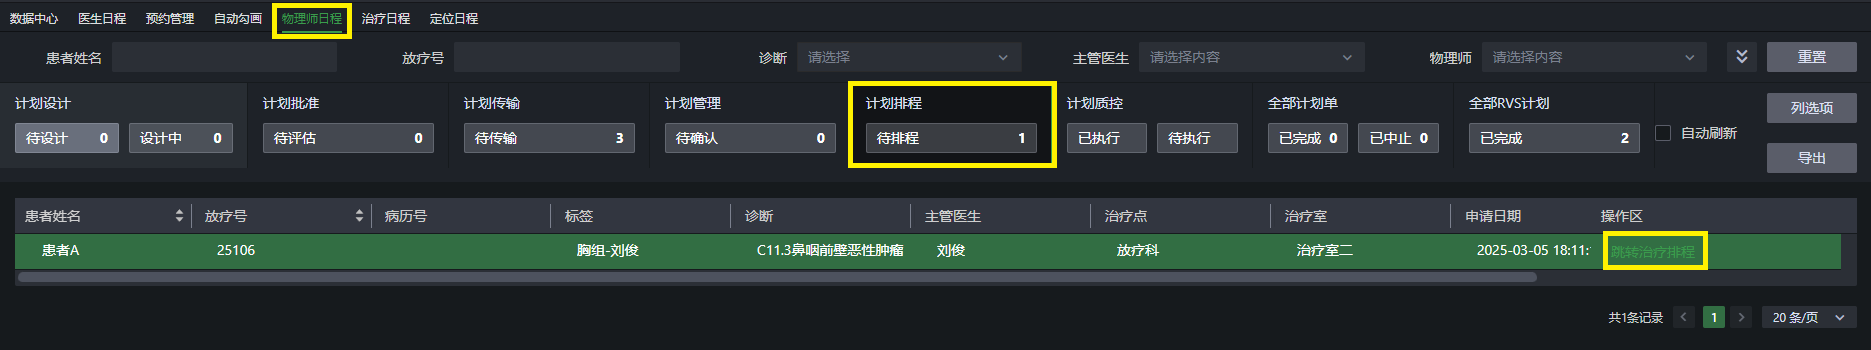 数据中心 医生日程 预约管理 自动勾画 物理师日程 治疗日程 定位日程
患者姓名 放疗号 诊断 请选择 主管医生 请选择内容 物理师 请选择内容 重置
计划设计 计划批准 计划传输 计划管理 计划排程 计划质控 全部计划单 全部RVS计划 列选项
待设计 0 设计中 0 待评估 0 待传输 3 待确认 0 待排程 1 已执行 待执行 已完成 0 已中止 0 已完成 2 自动刷新
导出
患者姓名 放疗号 病历号 标签 诊断 主管医生 治疗点 治疗室 申请日期 操作区
患者A 25106 胸组-刘俊 C11.3鼻咽前壁恶性肿瘤 刘俊 放疗科 治疗室二 2025-03-05 18:11: 跳转治疗排程
共1条记录 1 20 条/页